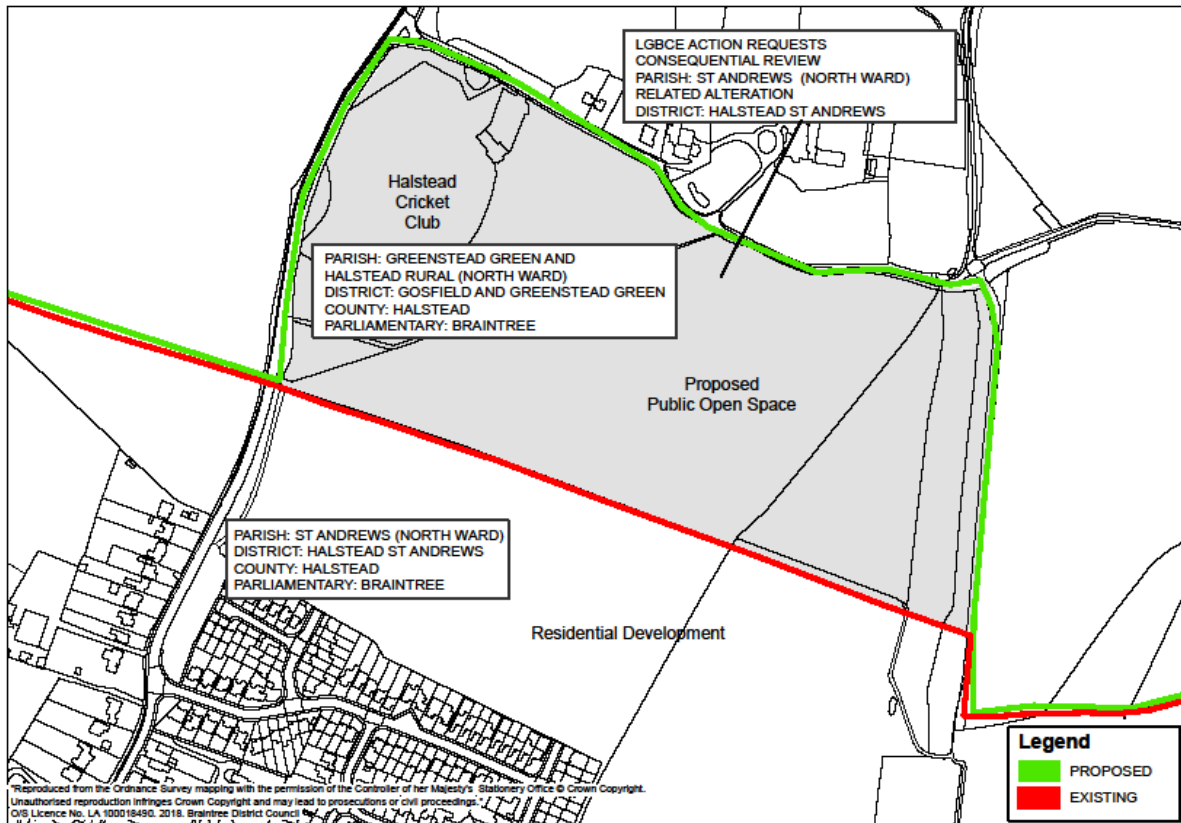 LGBCE ACTION REQUESTS
CONSEQUENTIAL REVIEW
PARISH: ST ANDREWS (NORTH WARD)
RELATED ALTERATION
DISTRICT: HALSTEAD ST ANDREWS
Halstead
Cricket
Club
PARISH: GREENSTEAD GREEN AND
HALSTEAD RURAL (NORTH WARD)
DISTRICT: GOSFIELD AND GREENSTEAD GREEN
COUNTY: HALSTEAD
PARLIAMENTARY: BRAINTREE
Proposed
Public Open Space
PARISH: ST ANDREWS (NORTH WARD)
DISTRICT: HALSTEAD ST ANDREWS
COUNTY: HALSTEAD
PARLIAMENTARY: BRAINTREE
Residential Development
Legend
PROPOSED
EXISTING
"Reproduced from the Ordnance Survey mapping with the permission of the Controller of her Majesty's Stationery Office © Crown Copyright.
Unauthorised reproduction infringes Crown Copyright and may lead to prosecutions or civil proceedings."
O/S Licence No. LA 100018490. 2018. Braintree District Council